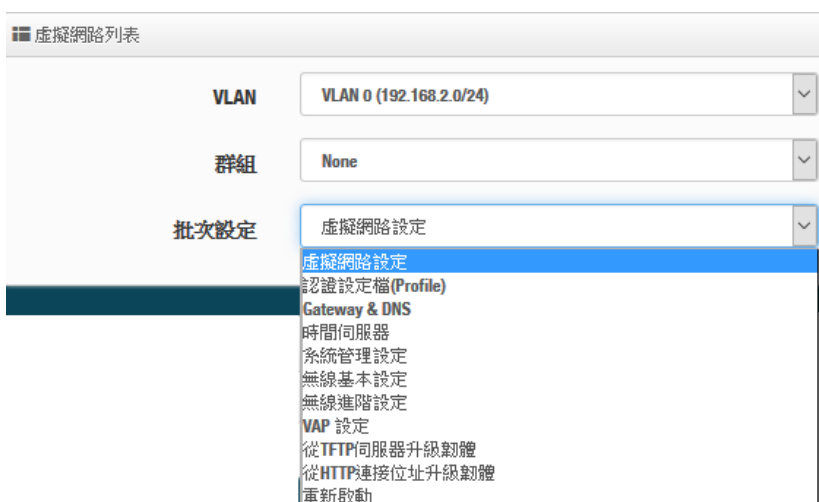 虛擬網路列表
VLAN VLAN 0 (192.168.2.0/24)
群組 None
批次設定 虛擬網路設定
虛擬網路設定
認證設定檔(Profile)
Gateway & DNS
時間伺服器
系統管理設定
無線基本設定
無線進階設定
VAP 設定
從TFTP伺服器升級韌體
從HTTP連接位址升級韌體
重新啟動